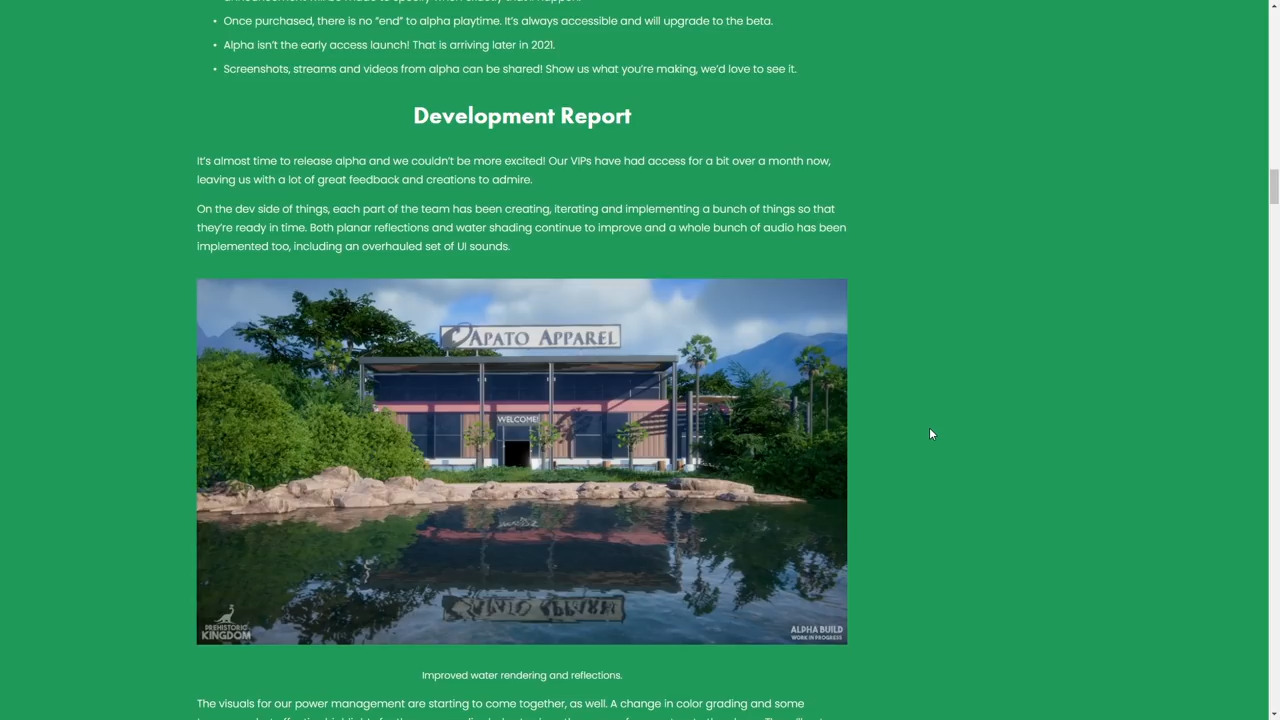 • Once purchased, there is no “end” to alpha playtime. It’s always accessible and will upgrade to the beta.
• Alpha isn’t the early access launch! That is arriving later in 2021.
• Screenshots, streams and videos from alpha can be shared! Show us what you’re making, we’d love to see it.
Development Report
It’s almost time to release alpha and we couldn’t be more excited! Our VIPs have had access for a bit over a month now,
leaving us with a lot of great feedback and creations to admire.
On the dev side of things, each part of the team has been creating, iterating and implementing a bunch of things so that
they’re ready in time. Both planar reflections and water shading continue to improve and a whole bunch of audio has been
implemented too, including an overhauled set of UI sounds.
APATO APPAREL
WELCOME!
PREHISTORIC
KINGDOM
ALPHA BUILD
WORK IN PROGRESS
Improved water rendering and reflections.
The visuals for our power management are starting to come together, as well. A change in color grading and some